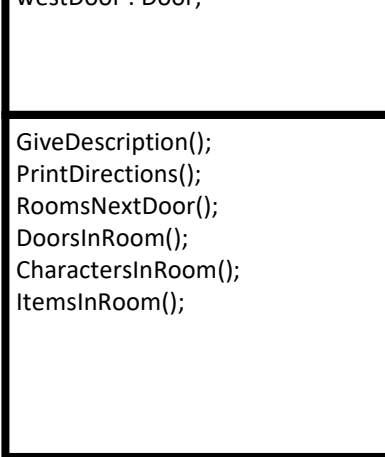 westDoor : Door;
GiveDescription();
PrintDirections();
RoomsNextDoor();
DoorsInRoom();
CharactersInRoom();
ItemsInRoom();